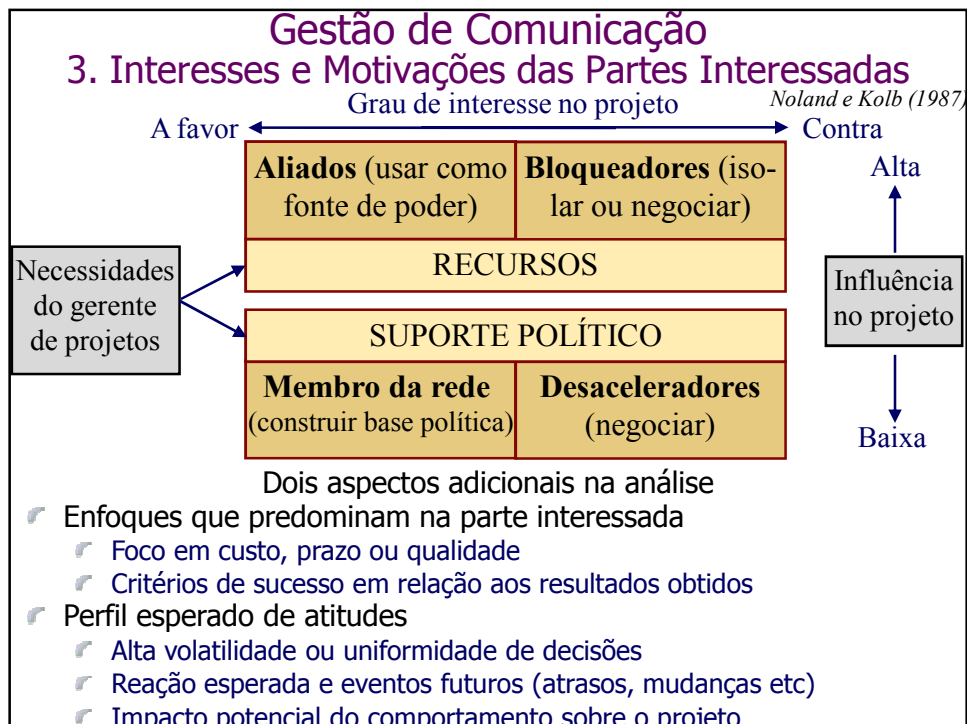 Gestão de Comunicação
3. Interesses e Motivações das Partes Interessadas
Grau de interesse no projeto
Noland e Kolb (1987)
A favor
Contra
Aliados (usar como
fonte de poder)
Bloqueadores (iso-
lar ou negociar)
Alta
RECURSOS
Necessidades
do gerente
de projetos
Influência
no projeto
SUPORTE POLÍTICO
Membro da rede
(construir base política)
Desaceleradores
(negociar)
Baixa
Dois aspectos adicionais na análise
Enfoques que predominam na parte interessada
Foco em custo, prazo ou qualidade
Critérios de sucesso em relação aos resultados obtidos
Perfil esperado de atitudes
Alta volatilidade ou uniformidade de decisões
Reação esperada e eventos futuros (atrasos, mudanças etc)
Impacto potencial do comportamento sobre o projeto